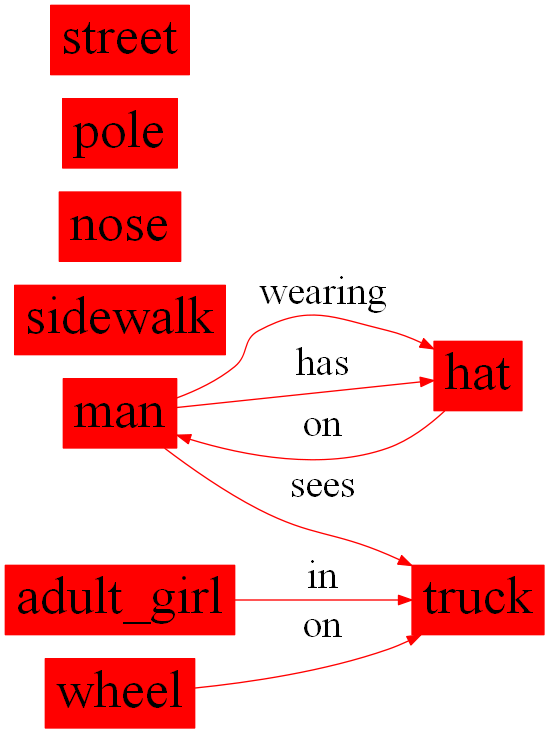 street
pole
nose
sidewalk
wearing
man
has
hat
on
sees
adult_girl
in
truck
on
wheel